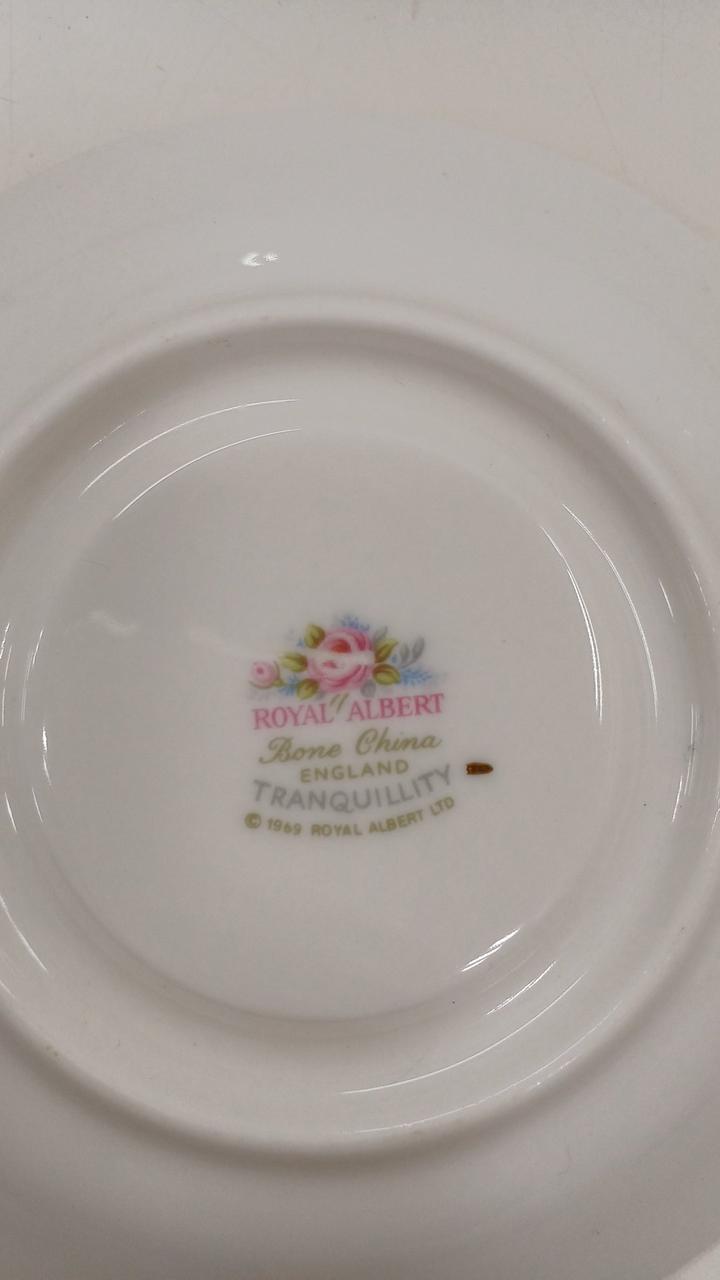 ROYAL ALBERT
Bone China
ENGLAND
TRANQUILLITY
© 1969 ROYAL ALBERT LTD